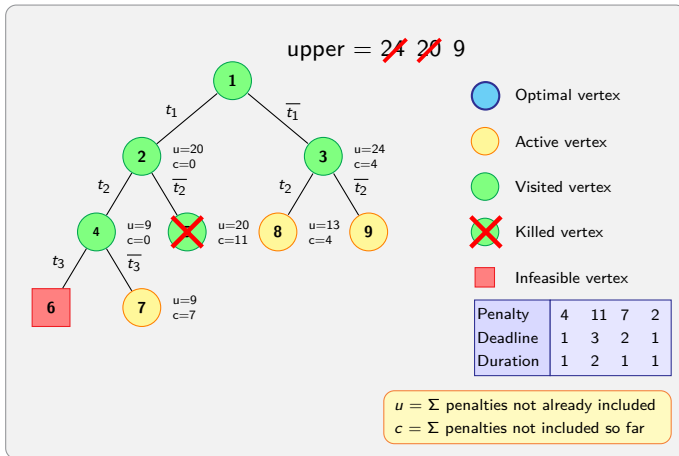 upper = 24 20 9
1
t₁
t̅₁
2
u=20
c=0
3
u=24
c=4
t₂
t̅₂
t₂
t̅₂
4
u=9
c=0
u=20
c=11
8
u=13
c=4
9
t₃
t̅₃
6
7
u=9
c=7
Optimal vertex
Active vertex
Visited vertex
Killed vertex
Infeasible vertex
Penalty 4 11 7 2
Deadline 1 3 2 1
Duration 1 2 1 1
u = Σ penalties not already included
c = Σ penalties not included so far